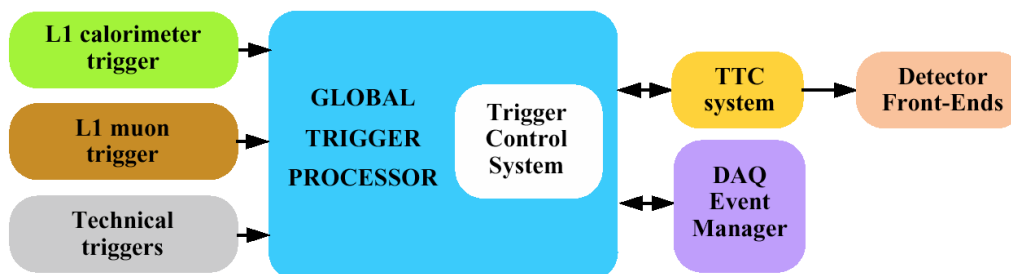 L1 calorimeter
trigger
L1 muon
trigger
Technical
triggers
GLOBAL
TRIGGER
PROCESSOR
Trigger
Control
System
TTC
system
DAQ
Event
Manager
Detector
Front-Ends